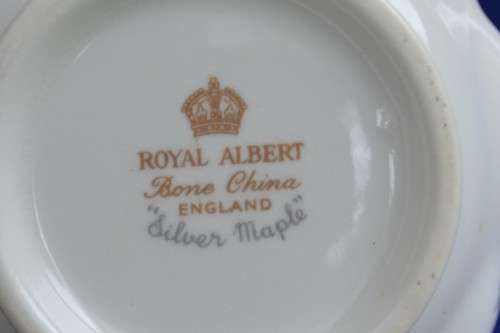 ROYAL ALBERT
Bone China
ENGLAND
"Silver Maple"